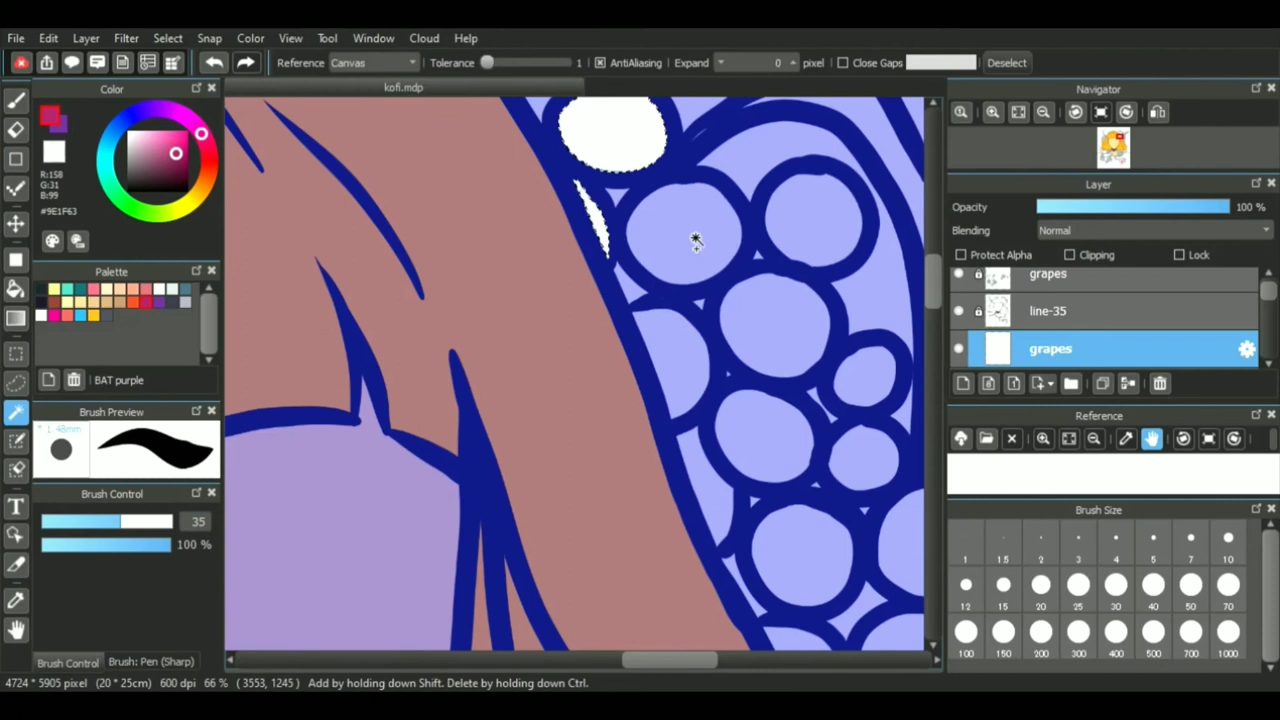 File Edit Layer Filter Select Snap Color View Tool Window Cloud Help
Reference Canvas Tolerance 1 AntiAliasing Expand 0 pixel Close Gaps Deselect
Color
kofi.mdp
Navigator
R:158
G:31
B:99
#9E1F63
Layer
Opacity 100 %
Blending Normal
Protect Alpha Clipping Lock
Palette
grapes
line-35
grapes
BAT purple
Brush Preview
* 1.48mm
Reference
Brush Control
35
100 %
Brush Size
1 1.5 2 3 4 5 7 10
12 15 20 25 30 40 50 70
100 150 200 300 400 500 700 1000
Brush Control Brush: Pen (Sharp)
4724 * 5905 pixel (20 * 25cm) 600 dpi 66 % ( 3553, 1245 ) Add by holding down Shift. Delete by holding down Ctrl.